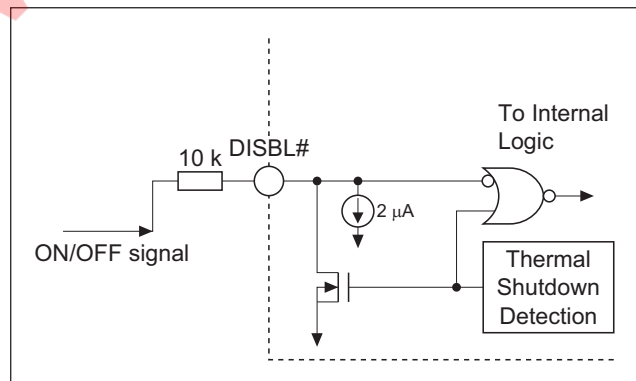 To Internal
Logic
10 k
DISBL#
2 μA
ON/OFF signal
Thermal
Shutdown
Detection